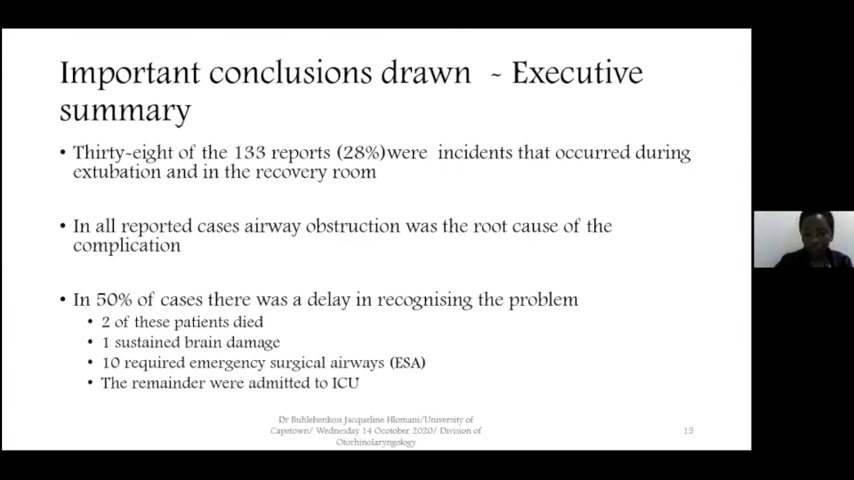 Important conclusions drawn - Executive
summary
• Thirty-eight of the 133 reports (28%)were incidents that occurred during
extubation and in the recovery room
• In all reported cases airway obstruction was the root cause of the
complication
• In 50% of cases there was a delay in recognising the problem
• 2 of these patients died
• 1 sustained brain damage
• 10 required emergency surgical airways (ESA)
• The remainder were admitted to ICU
Dr Buhlebenkosi Jacqueline Hlomani/University of
Capetown/ Wednesday 14 Ocotober 2020/ Division of
Otorhinolaryngology
15